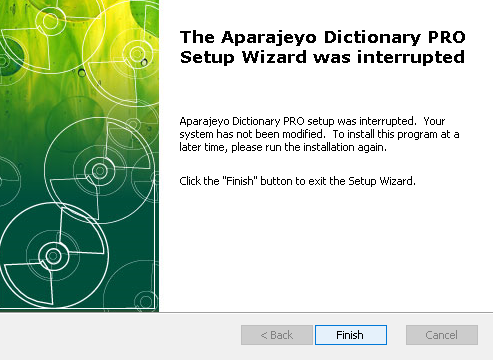 The Aparajeyo Dictionary PRO
Setup Wizard was interrupted
Aparajeyo Dictionary PRO setup was interrupted.  Your
system has not been modified.  To install this program at a
later time, please run the installation again.
Click the "Finish" button to exit the Setup Wizard.
< Back
Finish
Cancel